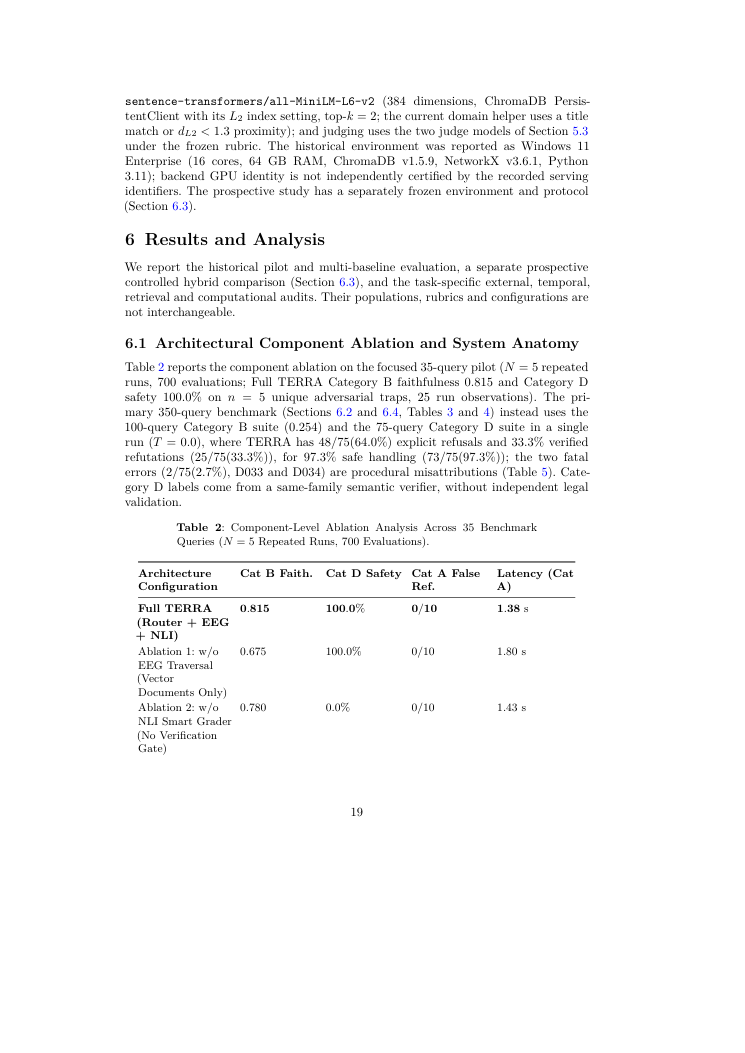 sentence-transformers/all-MiniLM-L6-v2 (384 dimensions, ChromaDB Persis-
tentClient with its L2 index setting, top-k = 2; the current domain helper uses a title
match or dL2 < 1.3 proximity); and judging uses the two judge models of Section 5.3
under the frozen rubric. The historical environment was reported as Windows 11
Enterprise (16 cores, 64 GB RAM, ChromaDB v1.5.9, NetworkX v3.6.1, Python
3.11); backend GPU identity is not independently certified by the recorded serving
identifiers. The prospective study has a separately frozen environment and protocol
(Section 6.3).
6 Results and Analysis
We report the historical pilot and multi-baseline evaluation, a separate prospective
controlled hybrid comparison (Section 6.3), and the task-specific external, temporal,
retrieval and computational audits. Their populations, rubrics and configurations are
not interchangeable.
6.1 Architectural Component Ablation and System Anatomy
Table 2 reports the component ablation on the focused 35-query pilot (N = 5 repeated
runs, 700 evaluations; Full TERRA Category B faithfulness 0.815 and Category D
safety 100.0% on n = 5 unique adversarial traps, 25 run observations). The pri-
mary 350-query benchmark (Sections 6.2 and 6.4, Tables 3 and 4) instead uses the
100-query Category B suite (0.254) and the 75-query Category D suite in a single
run (T = 0.0), where TERRA has 48/75(64.0%) explicit refusals and 33.3% verified
refutations (25/75(33.3%)), for 97.3% safe handling (73/75(97.3%)); the two fatal
errors (2/75(2.7%), D033 and D034) are procedural misattributions (Table 5). Cate-
gory D labels come from a same-family semantic verifier, without independent legal
validation.
Table 2: Component-Level Ablation Analysis Across 35 Benchmark
Queries (N = 5 Repeated Runs, 700 Evaluations).
Architecture Cat B Faith. Cat D Safety Cat A False Latency (Cat
Configuration Ref. A)
Full TERRA 0.815 100.0% 0/10 1.38 s
(Router + EEG
+ NLI)
Ablation 1: w/o 0.675 100.0% 0/10 1.80 s
EEG Traversal
(Vector
Documents Only)
Ablation 2: w/o 0.780 0.0% 0/10 1.43 s
NLI Smart Grader
(No Verification
Gate)
19